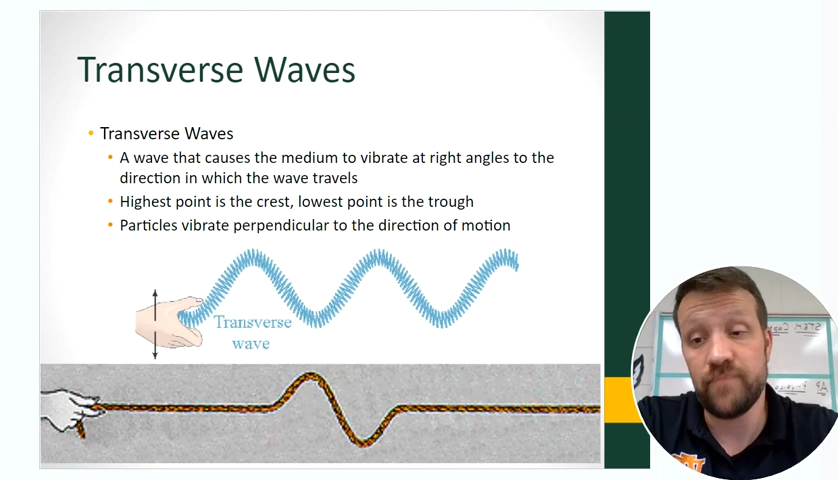 Transverse Waves
Transverse Waves
A wave that causes the medium to vibrate at right angles to the
direction in which the wave travels
Highest point is the crest, lowest point is the trough
Particles vibrate perpendicular to the direction of motion
Transverse
wave